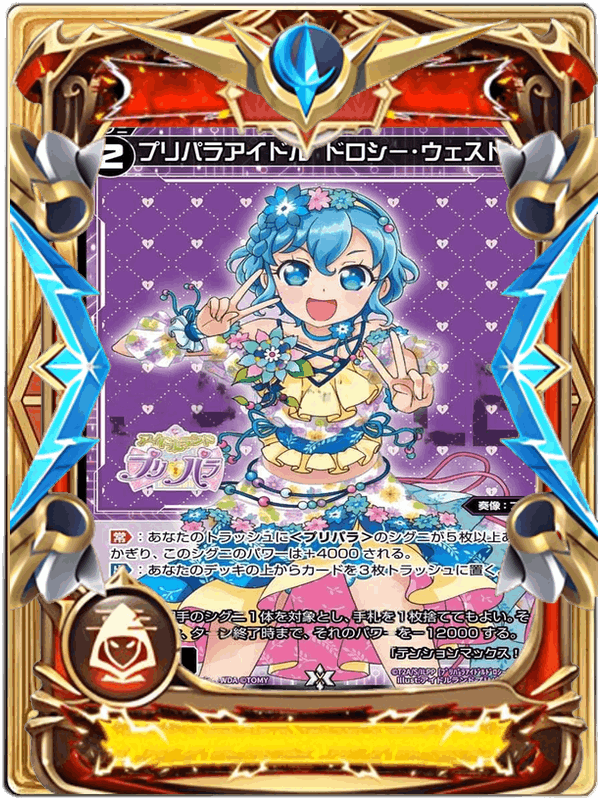 2
プリパラアイドル ドロシー・ウェスト
アイドルランド
プリパラ
奏像:
常:あなたのトラッシュに<プリパラ>のシグニが5枚以上あ
かぎり、このシグニのパワーは+4000される。
:あなたのデッキの上からカードを3枚トラッシュに置く
手のシグニ1体を対象とし、手札を1枚捨ててもよい。そ
、ターン終了時まで、それのパワーを-12000する。
「テンションマックス!
WDA ©TOMY